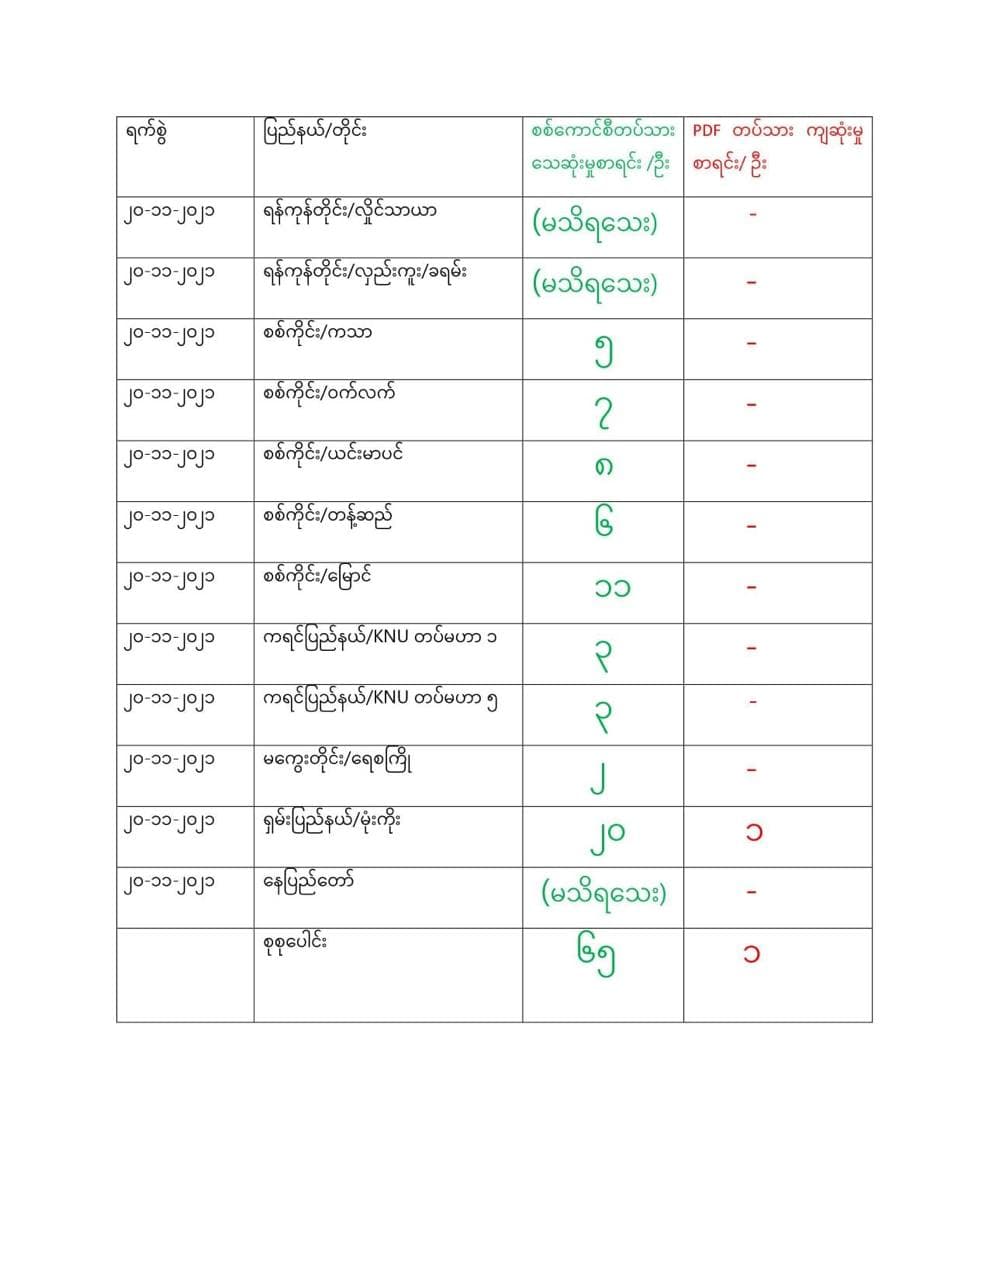 ရက်စွဲ ပြည်နယ်/တိုင်း စစ်ကောင်စီတပ်သား PDF တပ်သား ကျဆုံးမှု
သေဆုံးမှုစာရင်း /ဦး စာရင်း/ ဦး
၂၀-၁၁-၂၀၂၁ ရန်ကုန်တိုင်း/လှိုင်သာယာ (မသိရသေး) -
၂၀-၁၁-၂၀၂၁ ရန်ကုန်တိုင်း/လှည်းကူး/ခရမ်း (မသိရသေး) -
၂၀-၁၁-၂၀၂၁ စစ်ကိုင်း/ကသာ ၅ -
၂၀-၁၁-၂၀၂၁ စစ်ကိုင်း/ဝက်လက် ၇ -
၂၀-၁၁-၂၀၂၁ စစ်ကိုင်း/ယင်းမာပင် ၈ -
၂၀-၁၁-၂၀၂၁ စစ်ကိုင်း/တန့်ဆည် ၆ -
၂၀-၁၁-၂၀၂၁ စစ်ကိုင်း/မြောင် ၁၁ -
၂၀-၁၁-၂၀၂၁ ကရင်ပြည်နယ်/KNU တပ်မဟာ ၁ ၃ -
၂၀-၁၁-၂၀၂၁ ကရင်ပြည်နယ်/KNU တပ်မဟာ ၅ ၃ -
၂၀-၁၁-၂၀၂၁ မကွေးတိုင်း/ရေစကြို ၂ -
၂၀-၁၁-၂၀၂၁ ရှမ်းပြည်နယ်/မုံးကိုး ၂၀ ၁
၂၀-၁၁-၂၀၂၁ နေပြည်တော် (မသိရသေး) -
စုစုပေါင်း ၆၅ ၁